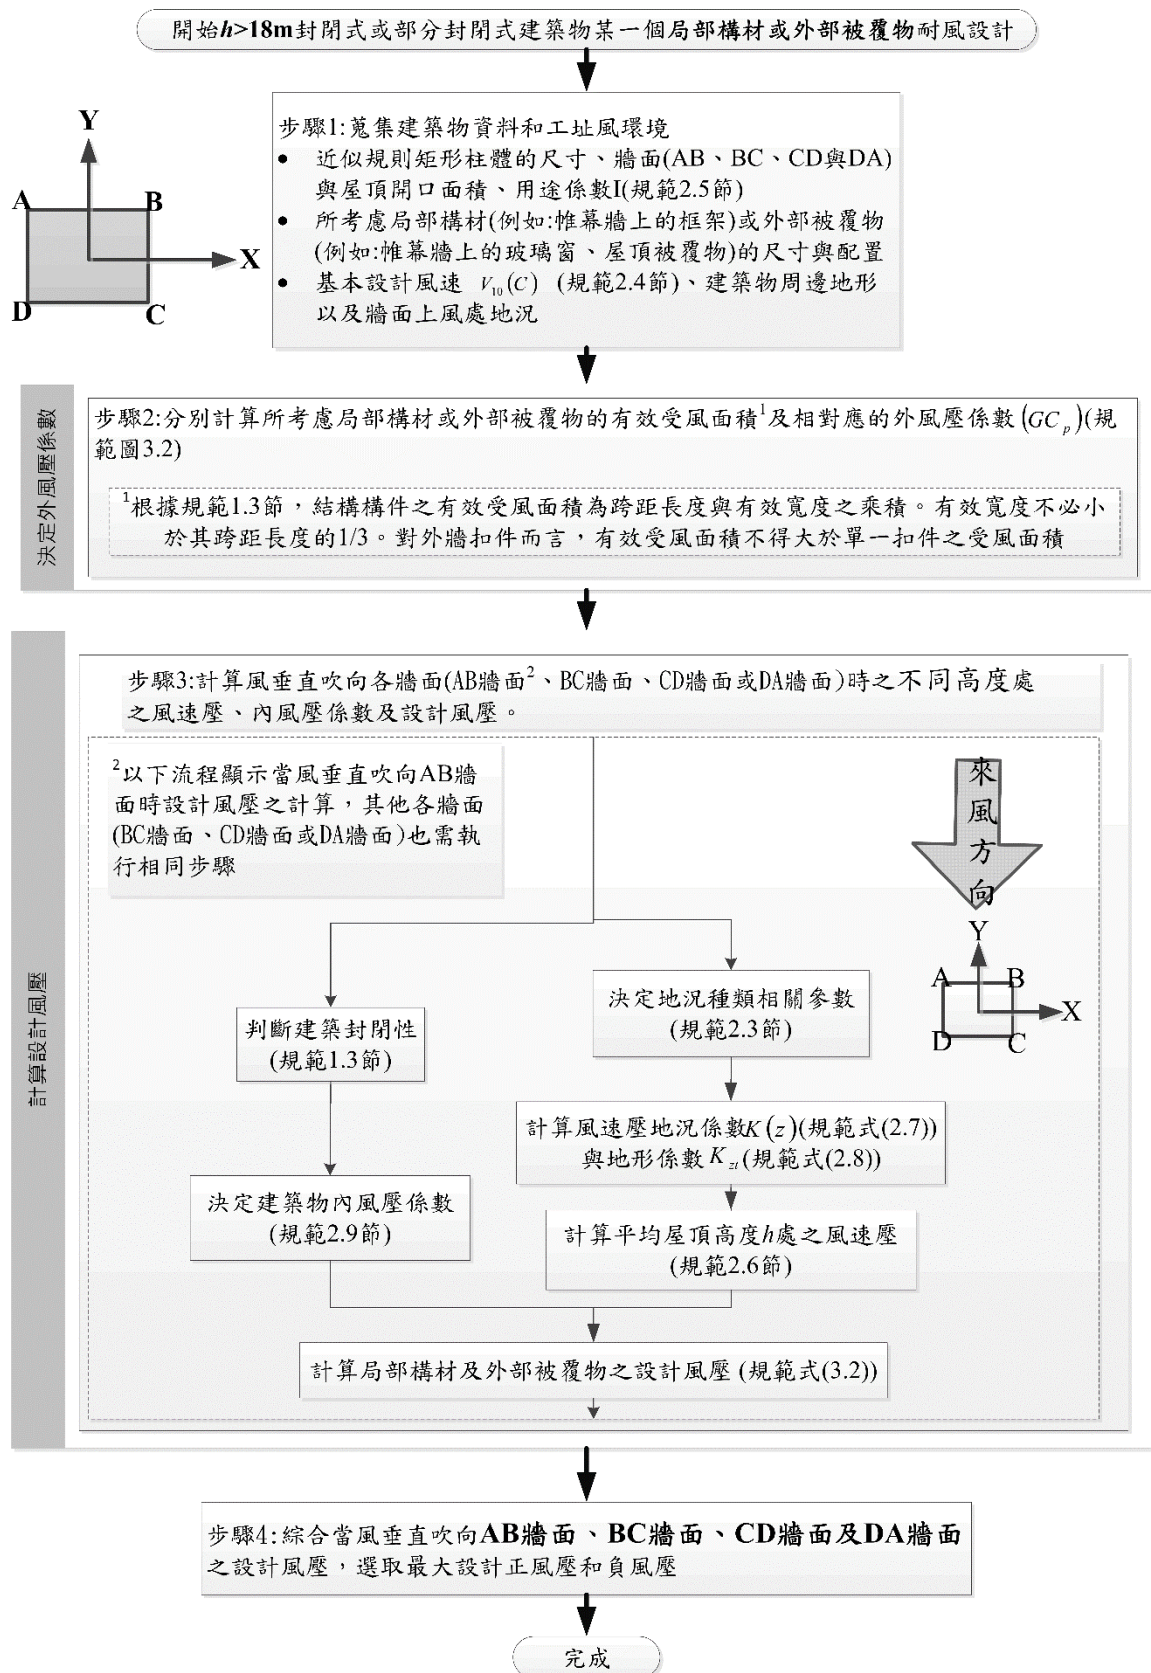 開始h>18m封閉式或部分封閉式建築物某一個局部構材或外部被覆物耐風設計
Y
A
B
X
D
C
步驟1:蒐集建築物資料和工址風環境
• 近似規則矩形柱體的尺寸、牆面(AB、BC、CD與DA)
與屋頂開口面積、用途係數I(規範2.5節)
• 所考慮局部構材(例如:帷幕牆上的框架)或外部被覆物
(例如:帷幕牆上的玻璃窗、屋頂被覆物)的尺寸與配置
• 基本設計風速 V10(C) (規範2.4節)、建築物周邊地形
以及牆面上風處地況
決定外風壓係數
步驟2:分別計算所考慮局部構材或外部被覆物的有效受風面積1及相對應的外風壓係數(GCp)(規
範圖3.2)
1根據規範1.3節，結構構件之有效受風面積為跨距長度與有效寬度之乘積。有效寬度不必小
於其跨距長度的1/3。對外牆扣件而言，有效受風面積不得大於單一扣件之受風面積
計算設計風壓
步驟3:計算風垂直吹向各牆面(AB牆面2、BC牆面、CD牆面或DA牆面)時之不同高度處
之風速壓、內風壓係數及設計風壓。
2以下流程顯示當風垂直吹向AB牆
面時設計風壓之計算，其他各牆面
(BC牆面、CD牆面或DA牆面)也需執
行相同步驟
來風方向
Y
A
B
X
D
C
判斷建築封閉性
(規範1.3節)
決定建築物內風壓係數
(規範2.9節)
決定地況種類相關參數
(規範2.3節)
計算風速壓地況係數K(z)(規範式(2.7))
與地形係數Kzt(規範式(2.8))
計算平均屋頂高度h處之風速壓
(規範2.6節)
計算局部構材及外部被覆物之設計風壓 (規範式(3.2))
步驟4:綜合當風垂直吹向AB牆面、BC牆面、CD牆面及DA牆面
之設計風壓，選取最大設計正風壓和負風壓
完成